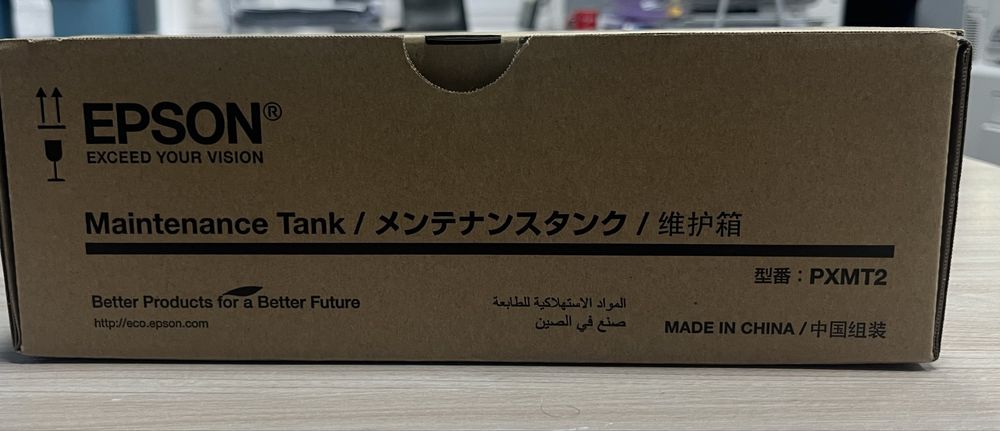 EPSON®
EXCEED YOUR VISION
Maintenance Tank / メンテナンスタンク / 维护箱
型番：PXMT2
Better Products for a Better Future
http://eco.epson.com
المواد الاستهلاكية للطابعة
صنع في الصين
MADE IN CHINA / 中国组装